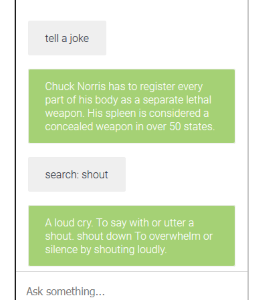 tell a joke
Chuck Norris has to register every
part of his body as a separate lethal
weapon. His spleen is considered a
concealed weapon in over 50 states.
search: shout
A loud cry. To say with or utter a
shout. shout down To overwhelm or
silence by shouting loudly.
Ask something...